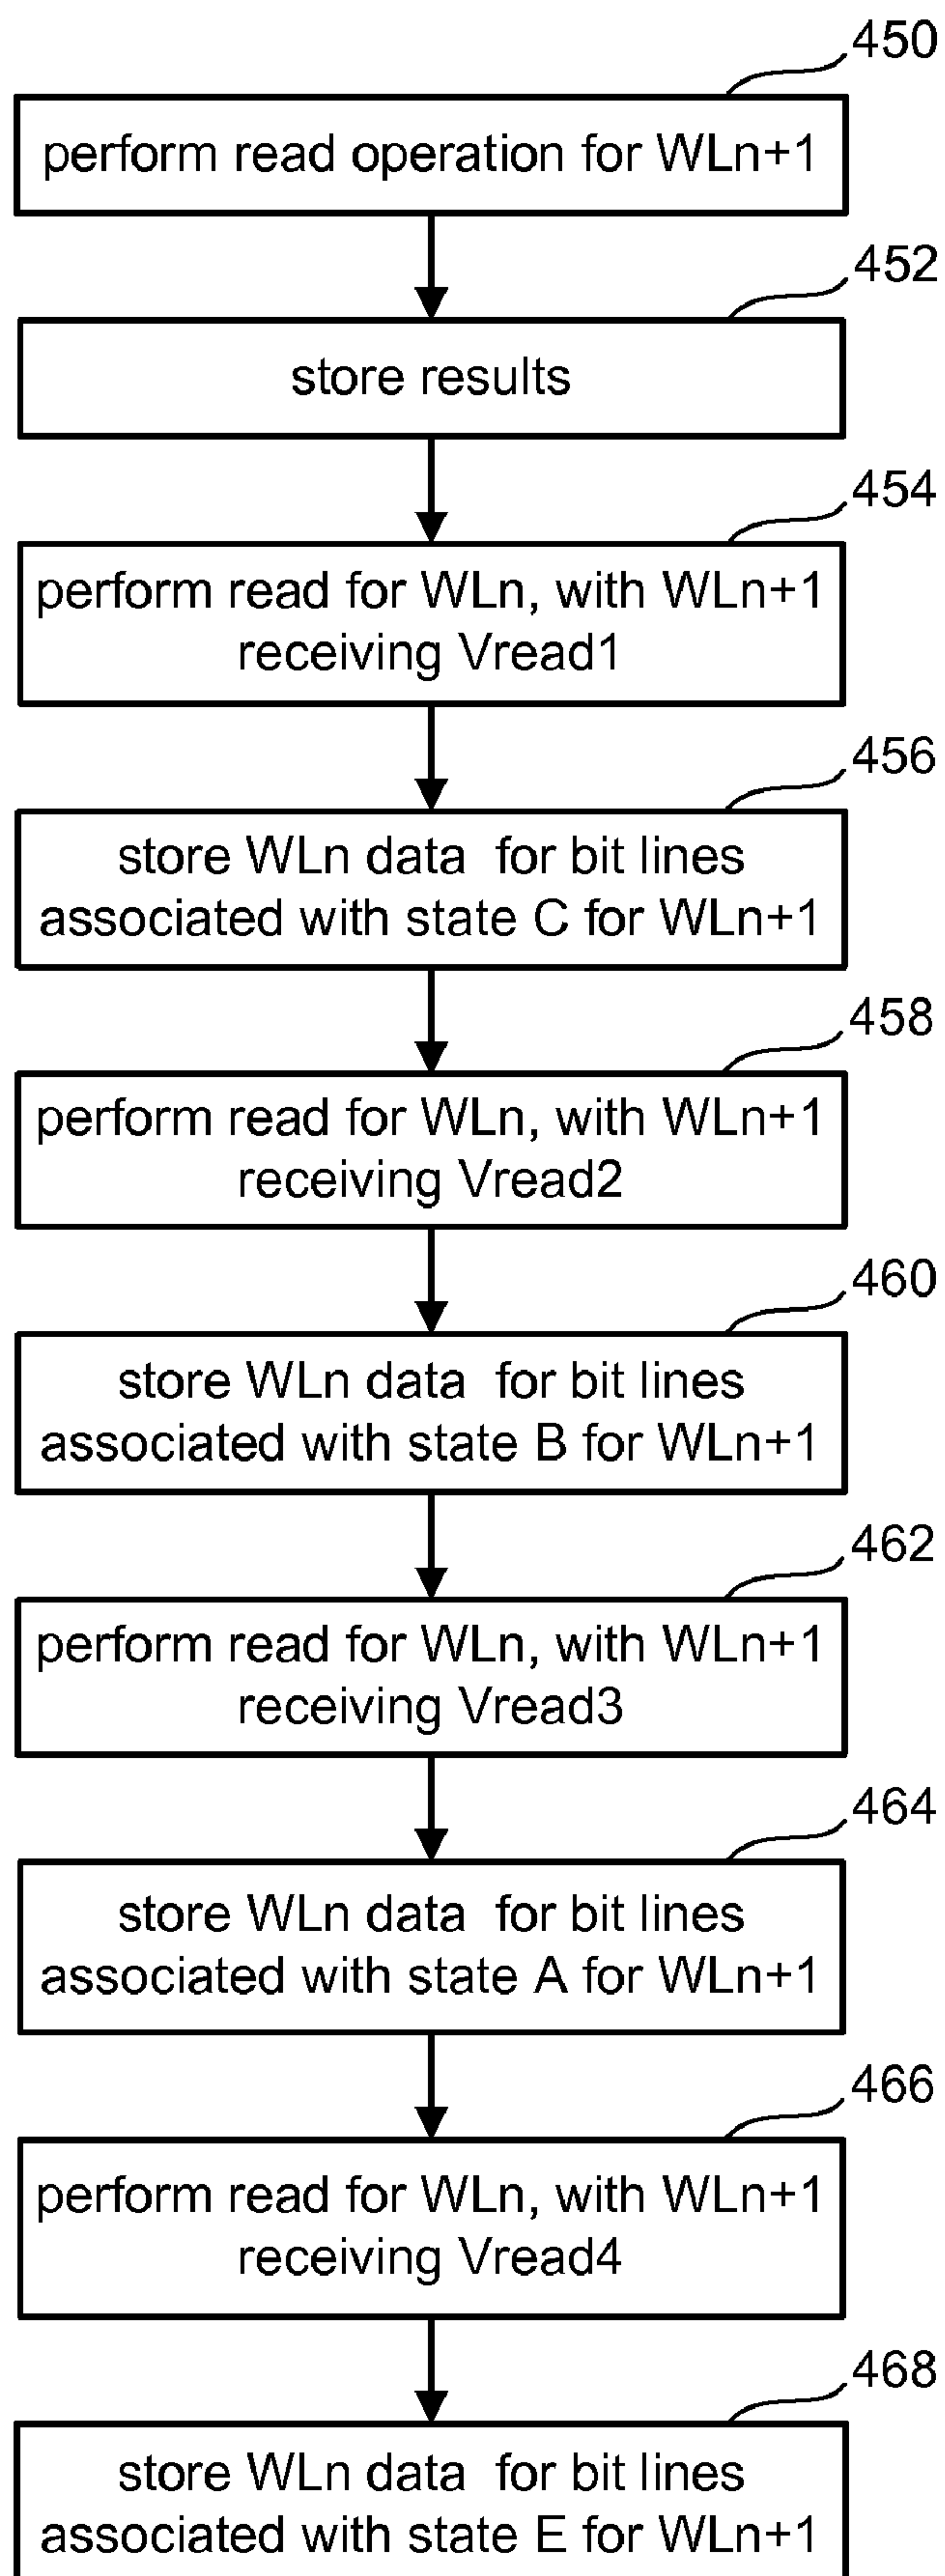 450
perform read operation for WLn+1
452
store results
454
perform read for WLn, with WLn+1
receiving Vread1
456
store WLn data for bit lines
associated with state C for WLn+1
458
perform read for WLn, with WLn+1
receiving Vread2
460
store WLn data for bit lines
associated with state B for WLn+1
462
perform read for WLn, with WLn+1
receiving Vread3
464
store WLn data for bit lines
associated with state A for WLn+1
466
perform read for WLn, with WLn+1
receiving Vread4
468
store WLn data for bit lines
associated with state E for WLn+1